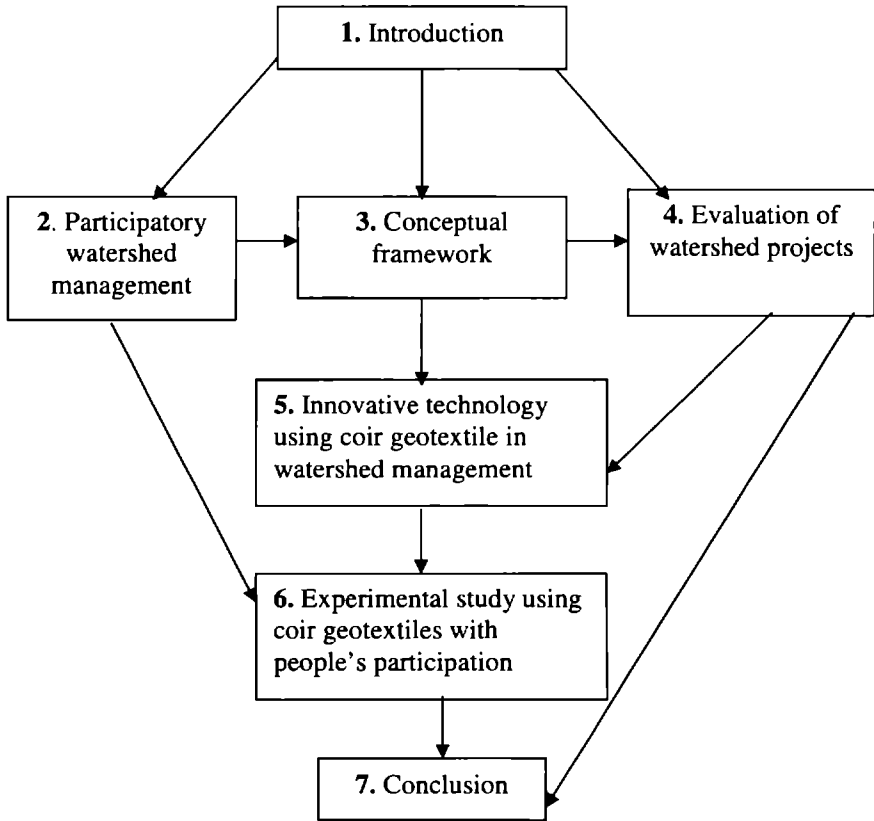 1. Introduction
2. Participatory
watershed
management
3. Conceptual
framework
4. Evaluation of
watershed projects
5. Innovative technology
using coir geotextile in
watershed management
6. Experimental study using
coir geotextiles with
people's participation
7. Conclusion